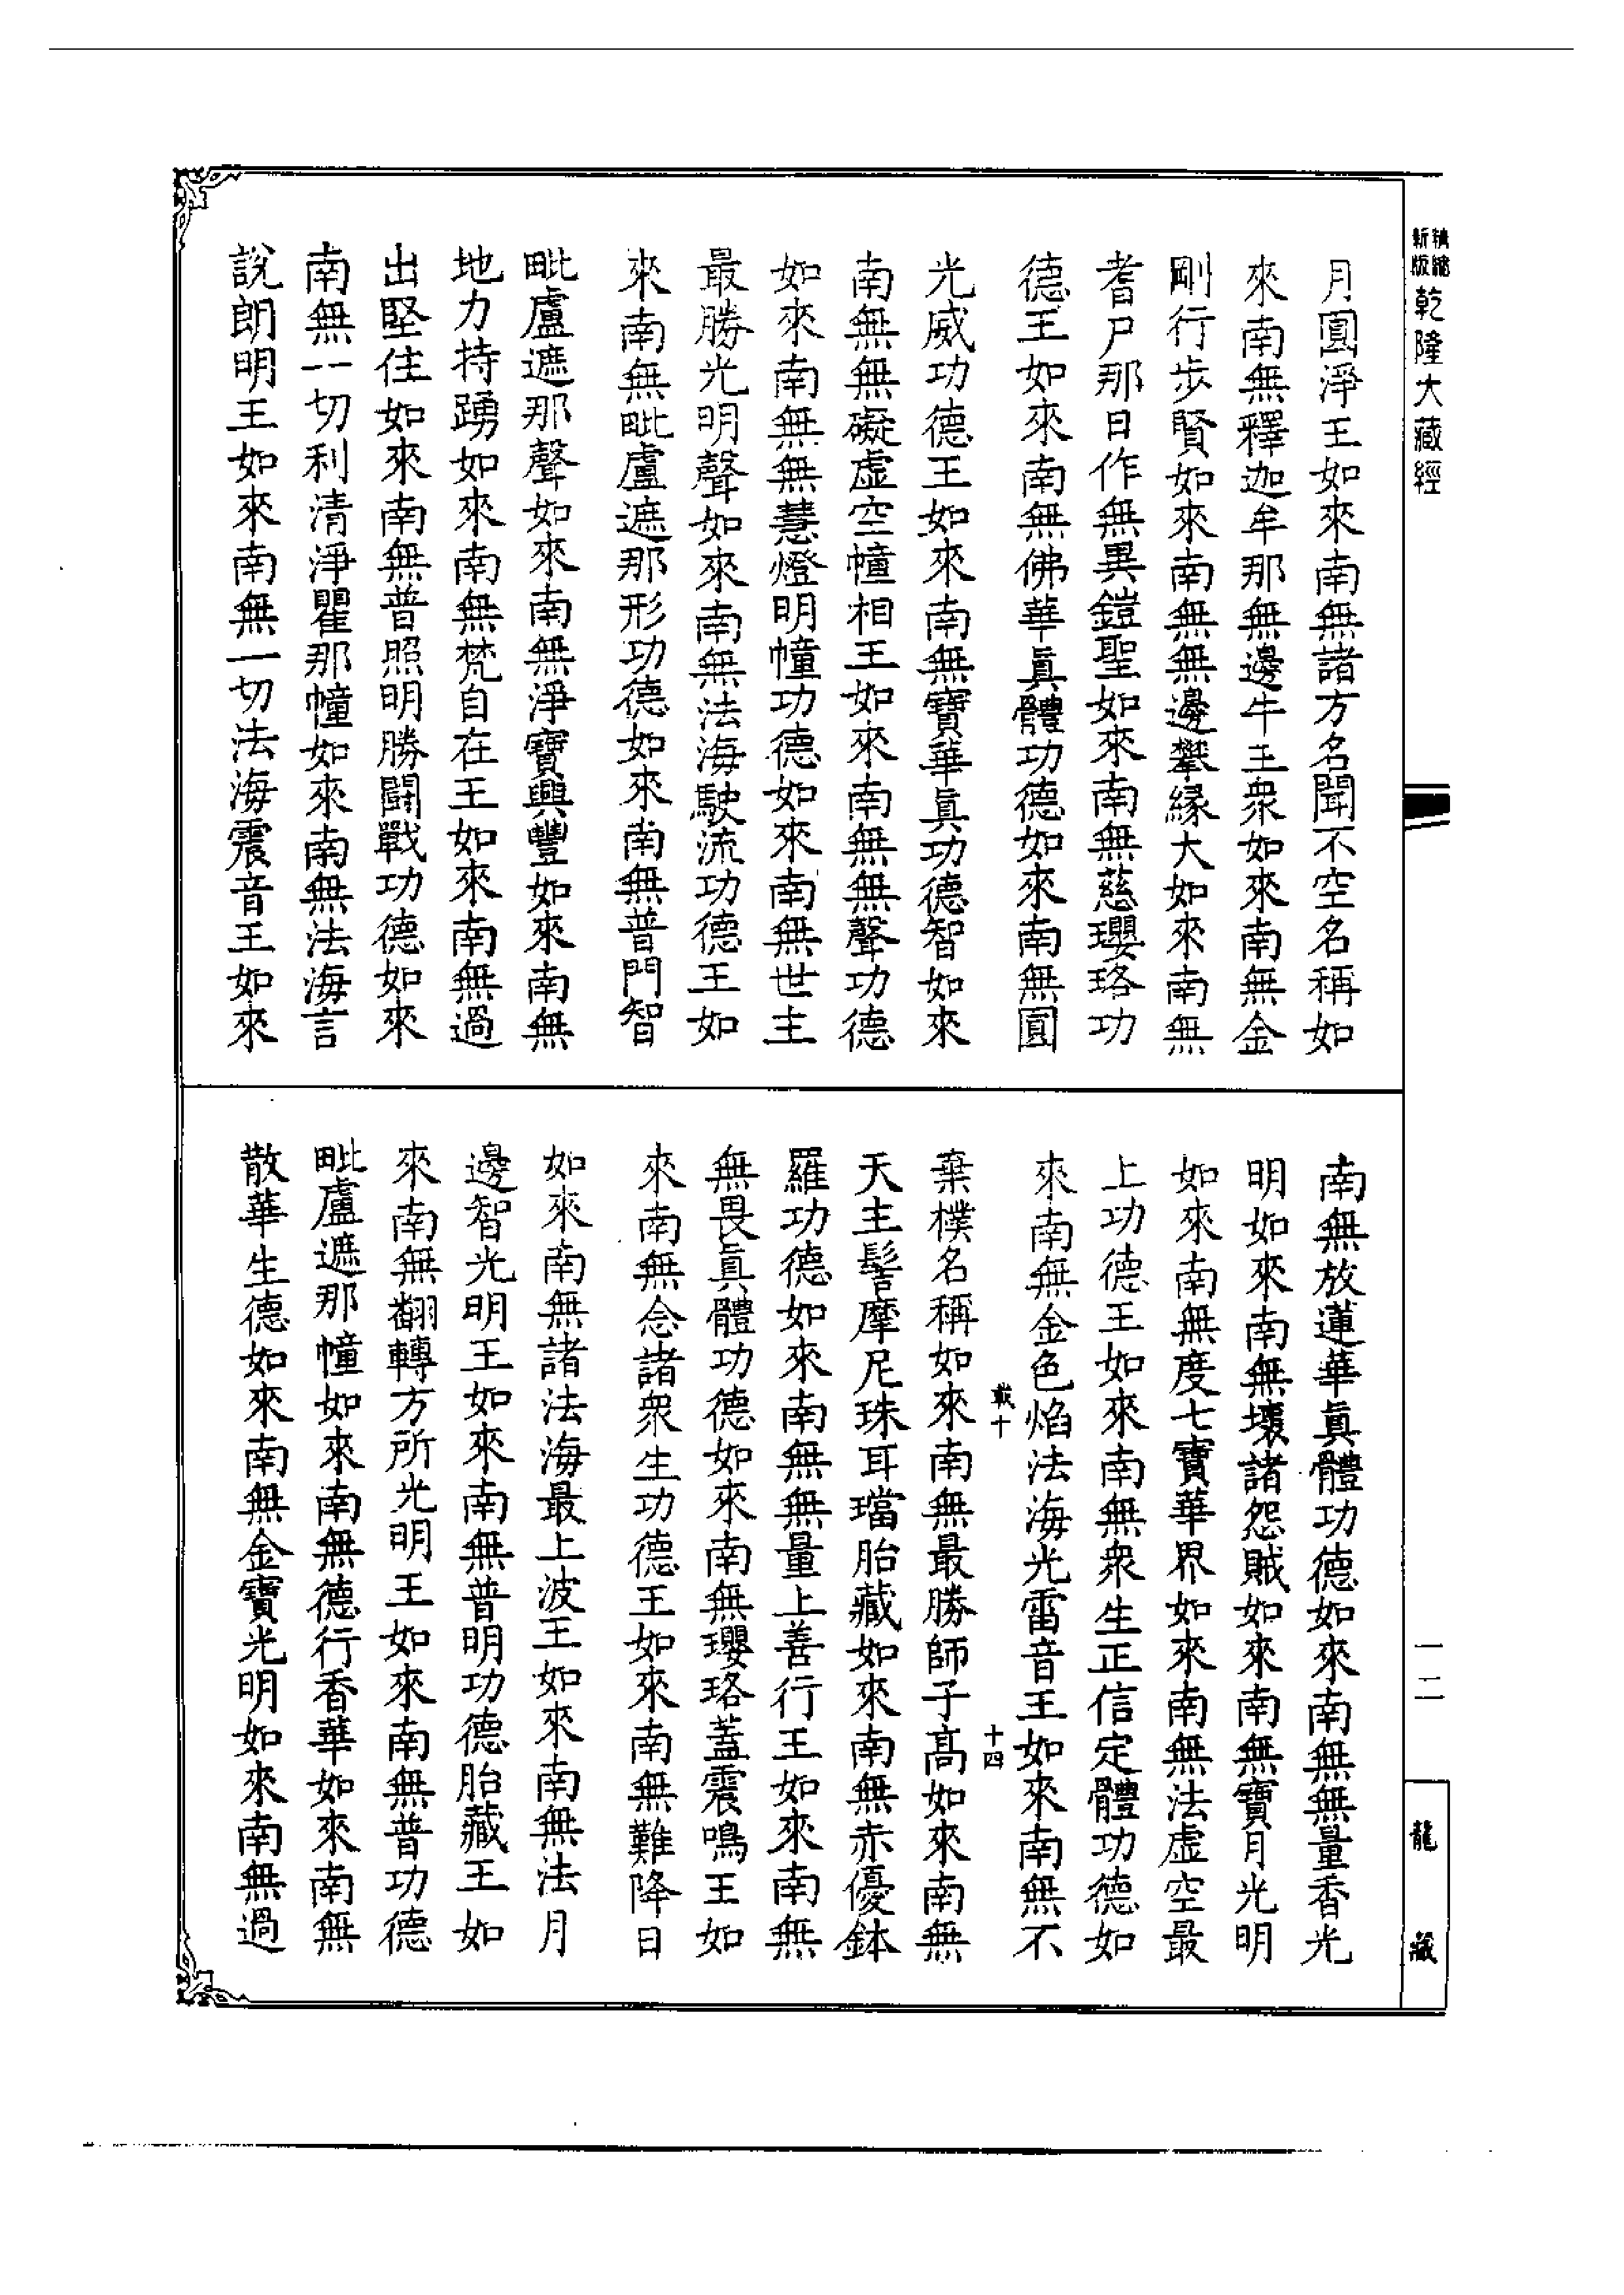 新版精縮乾隆大藏經
月圓淨王如來南無諸方名聞不空名稱如
來南無釋迦牟那無邊牛王衆如來南無金
剛行步賢如來南無無邊攀緣大如來南無
耆尸那日作無異鎧聖如來南無慈瓔珞功
德王如來南無佛華眞體功德如來南無圓
光威功德王如來南無寶華眞功德智如來
南無無礙虛空幢相王如來南無無聲功德
如來南無無慧燈明幢功德如來南無世主
最勝光明聲如來南無法海駛流功德王如
來南無毗盧遮那形功德如來南無普門智
毗盧遮那聲如來南無淨寶興豐如來南無
地力持踴如來南無梵自在王如來南無過
出堅住如來南無普照明勝鬪戰功德如來
南無一切利清淨瞿那幢如來南無法海言
說朗明王如來南無一切法海震音王如來
南無放蓮華眞體功德如來南無無量香光
明如來南無壞諸怨賊如來南無寶月光明
如來南無度七寶華界如來南無法虛空最
上功德王如來南無衆生正信定體功德如
來南無金色焰法海光雷音王如來南無不
載十
十四
棄樸名稱如來南無最勝師子高如來南無
天主髻摩尼珠耳璫胎藏如來南無赤優鉢
羅功德如來南無無量上善行王如來南無
無畏眞體功德如來南無瓔珞蓋震鳴王如
來南無念諸衆生功德王如來南無難降日
如來南無諸法海最上波王如來南無法月
邊智光明王如來南無普明功德胎藏王如
來南無翻轉方所光明王如來南無普功德
毗盧遮那幢如來南無德行香華如來南無
散華生德如來南無金寶光明如來南無過
一二
龍藏